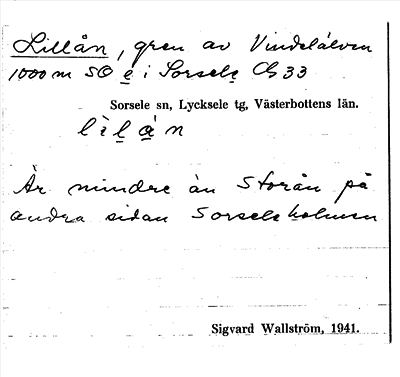 Lillån, gren av Vindelälven
1000 m SO e i Sorsele Cb 33
Sorsele sn, Lycksele tg, Västerbottens län.
lìlàn
Är mindre än Storån på
andra sidan Sorseleholmen
Sigvard Wallström, 1941.